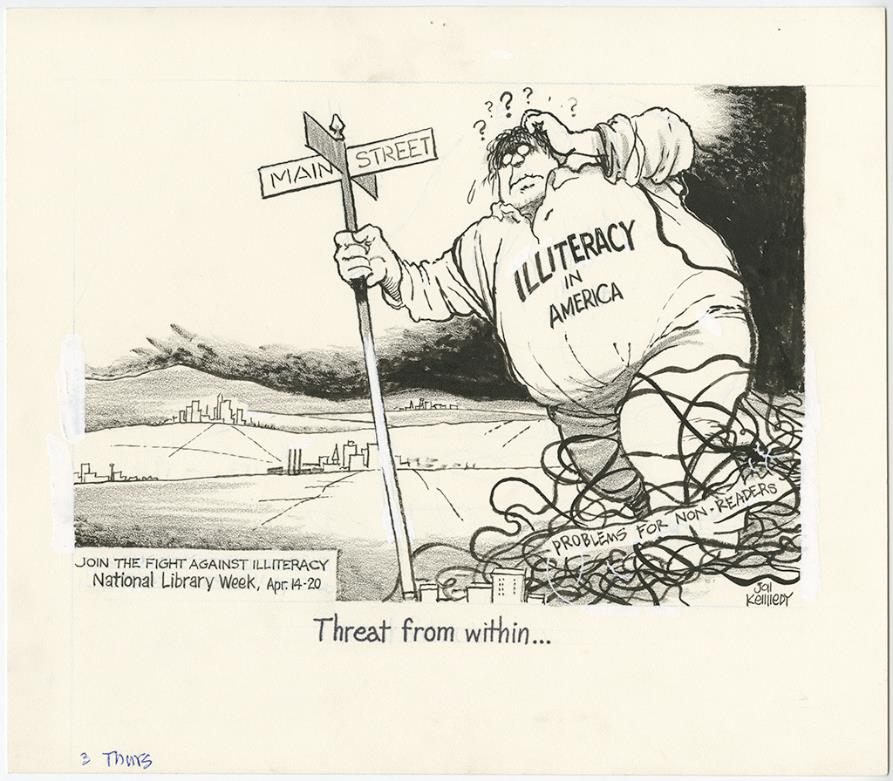 ? ? ? ? ?
MAIN STREET
ILLITERACY
IN
AMERICA
PROBLEMS FOR NON-READERS
JOIN THE FIGHT AGAINST ILLITERACY
National Library Week, Apr. 14-20
Jon
Kennedy
Threat from within...
3 Thurs